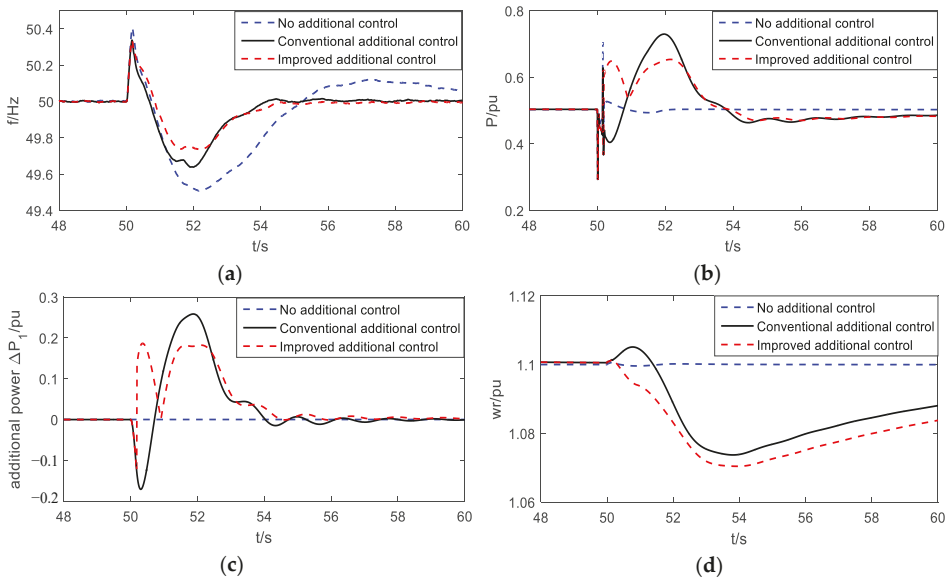 50.4
50.2
50
49.8
49.6
49.4
f/Hz
48 50 52 54 56 58 60
t/s
No additional control
Conventional additional control
Improved additional control
(a)
0.8
0.6
0.4
0.2
P/pu
48 50 52 54 56 58 60
t/s
No additional control
Conventional additional control
Improved additional control
(b)
0.3
0.2
0.1
0
−0.1
−0.2
additional power ΔP1/pu
48 50 52 54 56 58 60
t/s
No additional control
Conventional additional control
Improved additional control
(c)
1.12
1.1
1.08
1.06
wr/pu
48 50 52 54 56 58 60
t/s
No additional control
Conventional additional control
Improved additional control
(d)